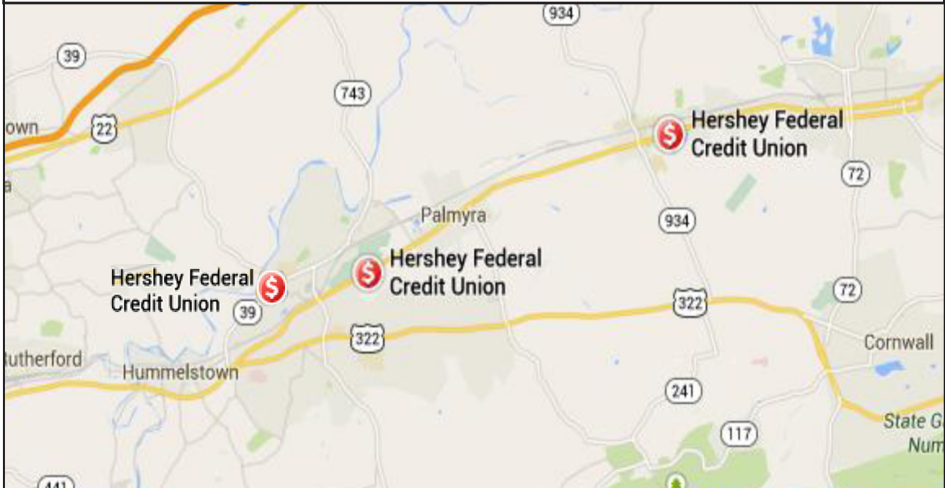 934
39
743
22
own
Hershey Federal
Credit Union
72
934
Palmyra
Hershey Federal
Credit Union
Hershey Federal
Credit Union
39
322
322
72
Cornwall
Rutherford
Hummelstown
241
117
State G
Num
441